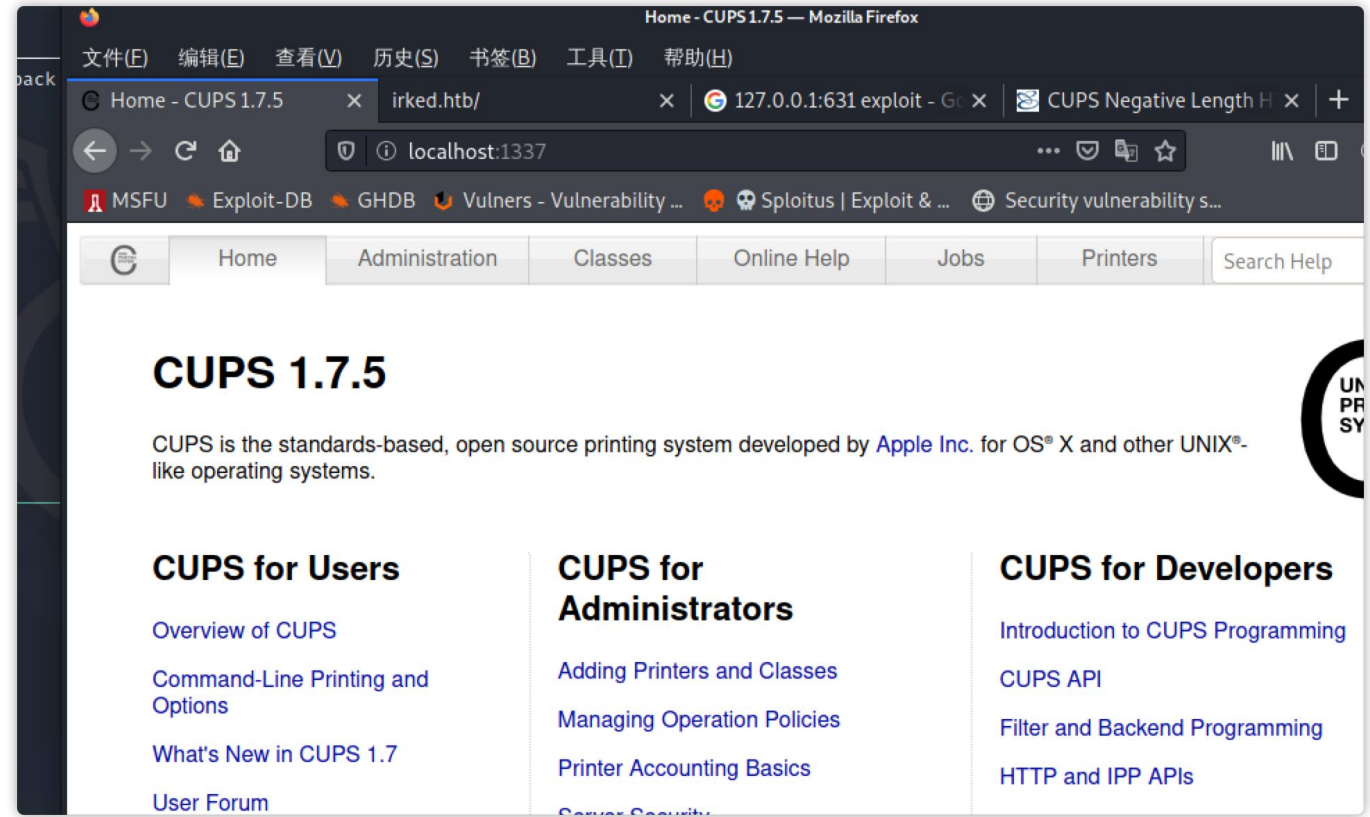 Home - CUPS 1.7.5 — Mozilla Firefox
文件(F) 编辑(E) 查看(V) 历史(S) 书签(B) 工具(T) 帮助(H)
back
Home - CUPS 1.7.5 irked.htb/ 127.0.0.1:631 exploit - Go CUPS Negative Length H
localhost:1337
MSFU Exploit-DB GHDB Vulners - Vulnerability ... Sploitus | Exploit & ... Security vulnerability s...
Home Administration Classes Online Help Jobs Printers Search Help
CUPS 1.7.5
UN
PR
SY
CUPS is the standards-based, open source printing system developed by Apple Inc. for OS® X and other UNIX®-
like operating systems.
CUPS for Users
Overview of CUPS
Command-Line Printing and
Options
What's New in CUPS 1.7
User Forum
CUPS for
Administrators
Adding Printers and Classes
Managing Operation Policies
Printer Accounting Basics
Server Security
CUPS for Developers
Introduction to CUPS Programming
CUPS API
Filter and Backend Programming
HTTP and IPP APIs